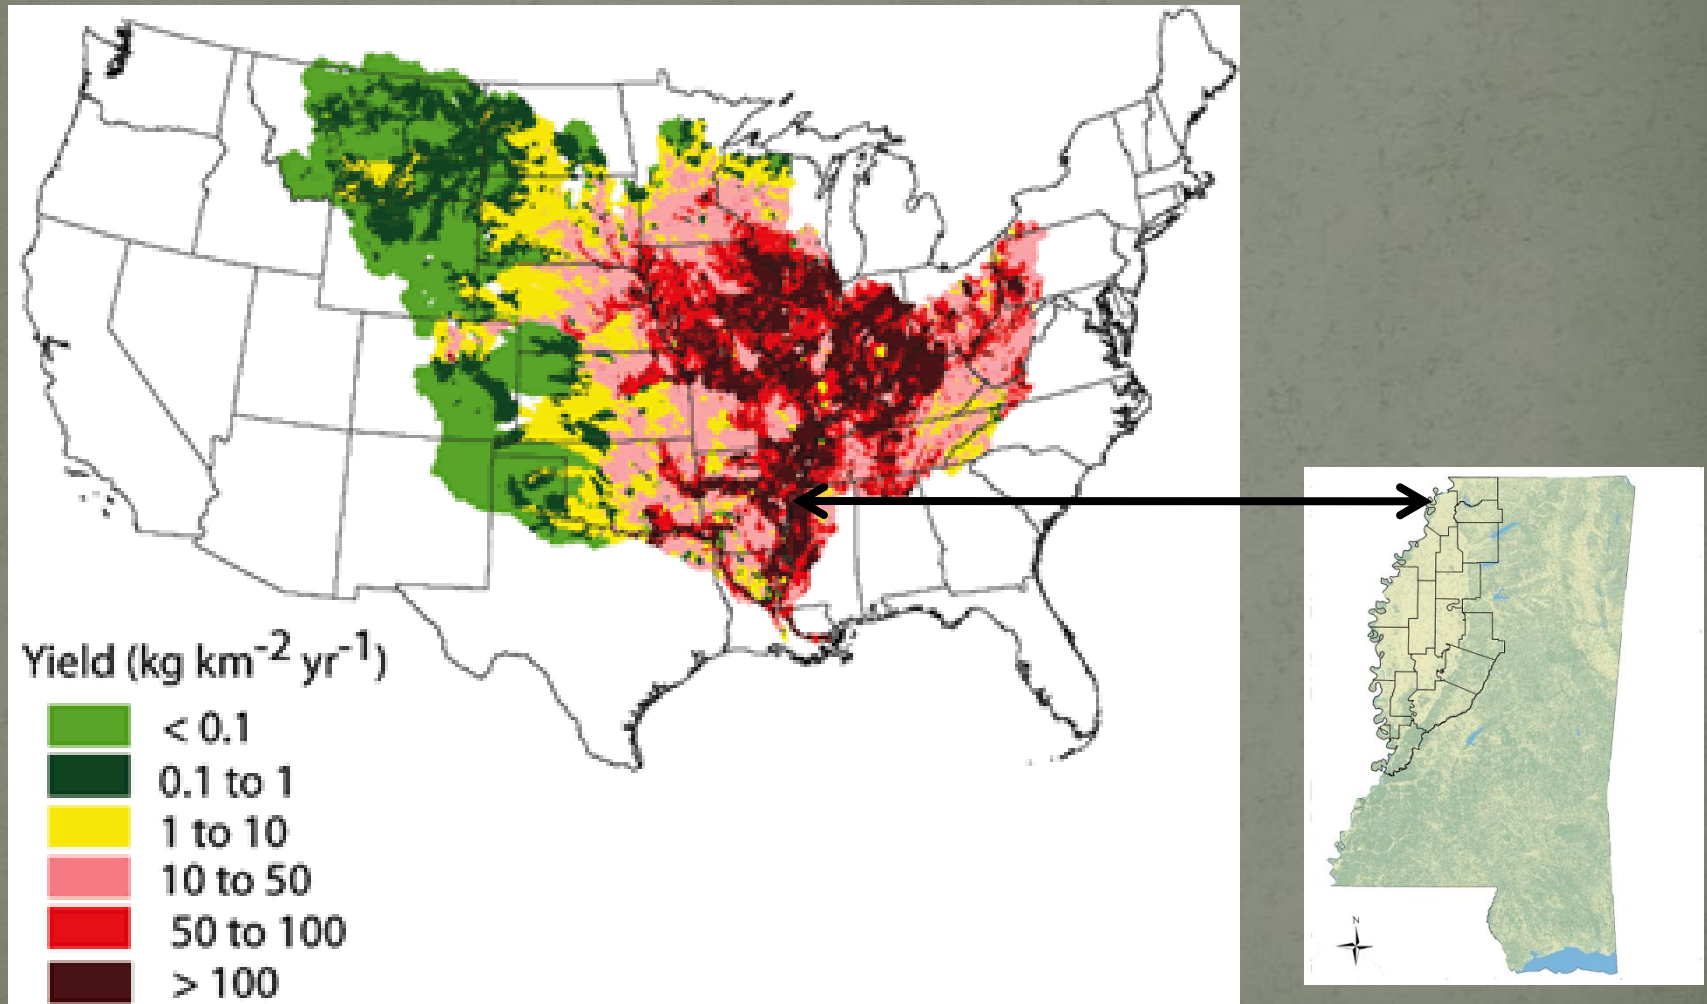 Yield (kg km⁻² yr⁻¹)
< 0.1
0.1 to 1
1 to 10
10 to 50
50 to 100
> 100
N